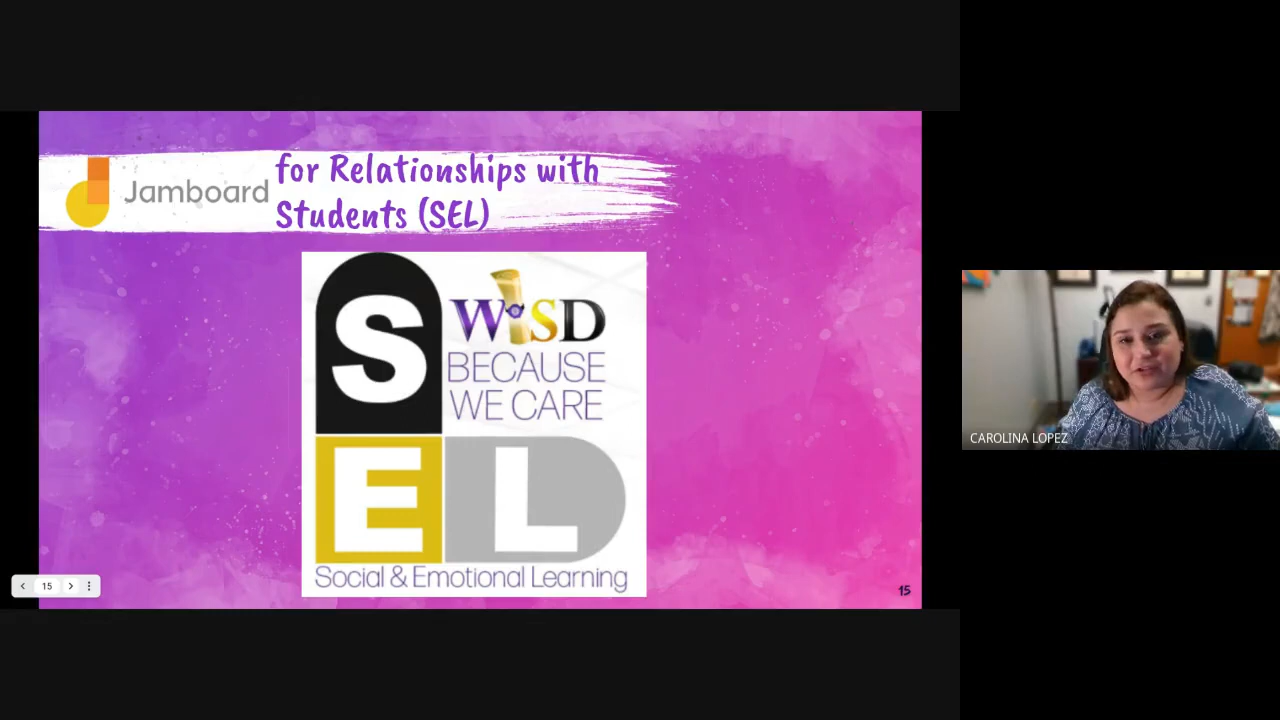 Jamboard
for Relationships with
Students (SEL)
S
WISD
BECAUSE
WE CARE
E L
Social & Emotional Learning
15
15
CAROLINA LOPEZ